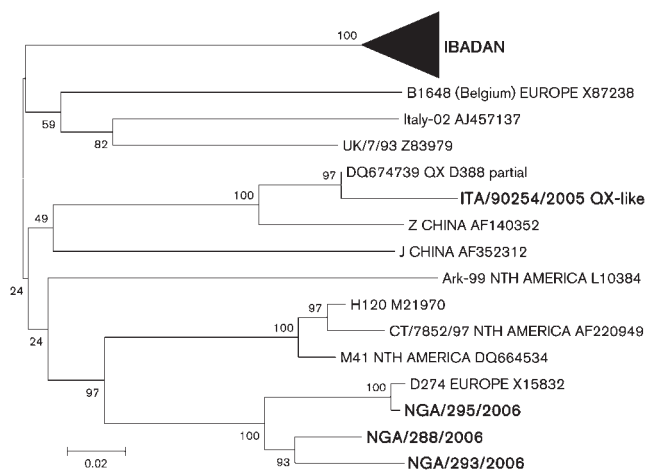 100
IBADAN
B1648 (Belgium) EUROPE X87238
59
Italy-02 AJ457137
82
UK/7/93 Z83979
DQ674739 QX D388 partial
97
ITA/90254/2005 QX-like
100
Z CHINA AF140352
49
J CHINA AF352312
Ark-99 NTH AMERICA L10384
24
H120 M21970
97
CT/7852/97 NTH AMERICA AF220949
24
100
M41 NTH AMERICA DQ664534
97
D274 EUROPE X15832
100
NGA/295/2006
100
NGA/288/2006
93
NGA/293/2006
0.02